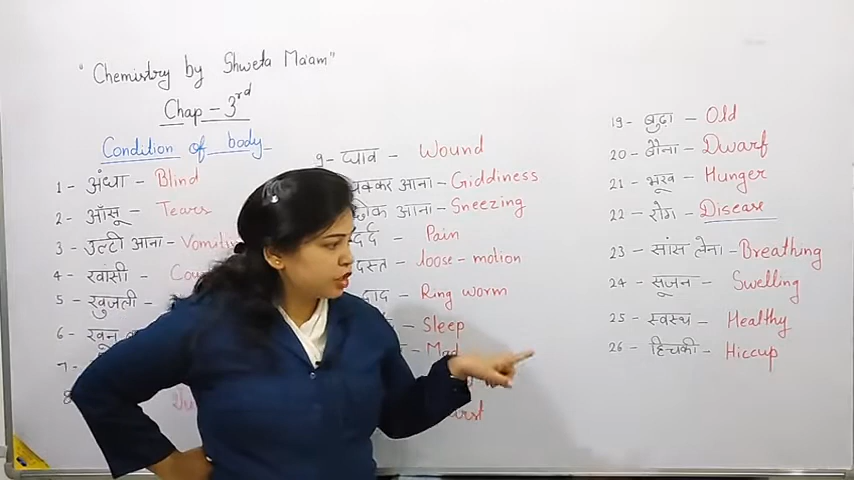 "Chemistry by Shweta Ma'am"
Chap - 3rd
Condition of body
1 - अंधा - Blind
2 - आँसू - Tears
3 - उल्टी आना - Vomiti
4 - खासी - Cou
5 - खुजली -
6 - खून
7 -
8
9 - घाव - Wound
चक्कर आना - Giddiness
छींक आना - Sneezing
दर्द - Pain
दस्त - loose - motion
दाद - Ring worm
- Sleep
- Mad
19 - बुढा - Old
20 - बौना - Dwarf
21 - भूख - Hunger
22 - रोग - Disease
23 - सांस लेना - Breathing
24 - सूजन - Swelling
25 - स्वस्थ - Healthy
26 - हिचकी - Hiccup